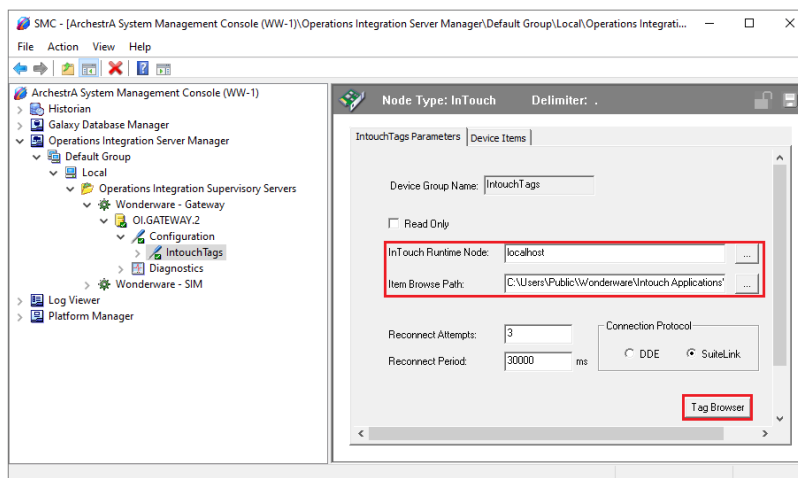 SMC - [ArchestrA System Management Console (WW-1)\Operations Integration Server Manager\Default Group\Local\Operations Integrati...
File Action View Help
ArchestrA System Management Console (WW-1)
Historian
Galaxy Database Manager
Operations Integration Server Manager
Default Group
Local
Operations Integration Supervisory Servers
Wonderware - Gateway
OI.GATEWAY.2
Configuration
IntouchTags
Diagnostics
Wonderware - SIM
Log Viewer
Platform Manager
Node Type: InTouch Delimiter: .
IntouchTags Parameters Device Items
Device Group Name: IntouchTags
Read Only
InTouch Runtime Node: localhost ...
Item Browse Path: C:\Users\Public\Wonderware\Intouch Applications' ...
Reconnect Attempts: 3
Reconnect Period: 30000 ms
Connection Protocol
DDE SuiteLink
Tag Browser